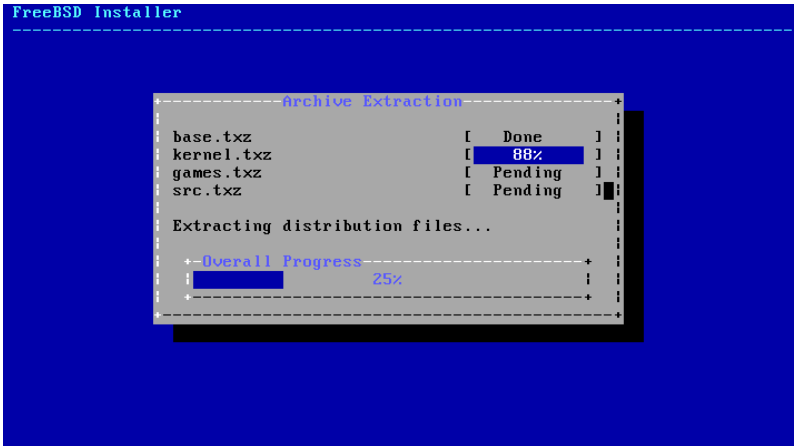 FreeBSD Installer
Archive Extraction
base.txz [ Done ]
kernel.txz [ 88% ]
games.txz [ Pending ]
src.txz [ Pending ]
Extracting distribution files...
Overall Progress
25%